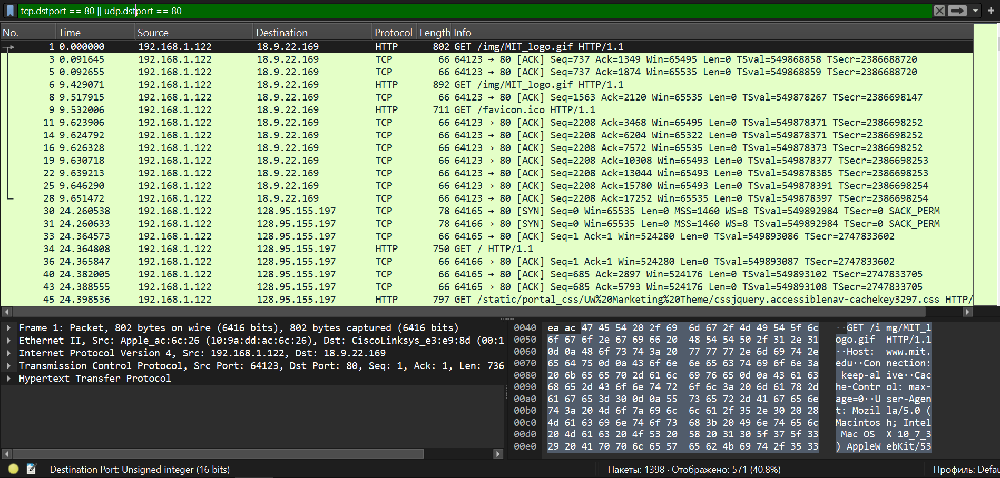 tcp.dstport == 80 || udp.dstport == 80
No. Time Source Destination Protocol Length Info
1 0.000000 192.168.1.122 18.9.22.169 HTTP 802 GET /img/MIT_logo.gif HTTP/1.1
3 0.091645 192.168.1.122 18.9.22.169 TCP 66 64123 → 80 [ACK] Seq=737 Ack=1349 Win=65495 Len=0 TSval=549868858 TSecr=2386688720
5 0.092655 192.168.1.122 18.9.22.169 TCP 66 64123 → 80 [ACK] Seq=737 Ack=1874 Win=65535 Len=0 TSval=549868859 TSecr=2386688720
6 9.429071 192.168.1.122 18.9.22.169 HTTP 892 GET /img/MIT_logo.gif HTTP/1.1
8 9.517915 192.168.1.122 18.9.22.169 TCP 66 64123 → 80 [ACK] Seq=1563 Ack=2120 Win=65535 Len=0 TSval=549878267 TSecr=2386698147
9 9.532006 192.168.1.122 18.9.22.169 HTTP 711 GET /favicon.ico HTTP/1.1
11 9.623906 192.168.1.122 18.9.22.169 TCP 66 64123 → 80 [ACK] Seq=2208 Ack=3468 Win=65495 Len=0 TSval=549878371 TSecr=2386698252
14 9.624792 192.168.1.122 18.9.22.169 TCP 66 64123 → 80 [ACK] Seq=2208 Ack=6204 Win=65322 Len=0 TSval=549878371 TSecr=2386698252
16 9.626328 192.168.1.122 18.9.22.169 TCP 66 64123 → 80 [ACK] Seq=2208 Ack=7572 Win=65535 Len=0 TSval=549878373 TSecr=2386698252
19 9.630718 192.168.1.122 18.9.22.169 TCP 66 64123 → 80 [ACK] Seq=2208 Ack=10308 Win=65493 Len=0 TSval=549878377 TSecr=2386698253
22 9.639213 192.168.1.122 18.9.22.169 TCP 66 64123 → 80 [ACK] Seq=2208 Ack=13044 Win=65493 Len=0 TSval=549878385 TSecr=2386698253
25 9.646290 192.168.1.122 18.9.22.169 TCP 66 64123 → 80 [ACK] Seq=2208 Ack=15780 Win=65493 Len=0 TSval=549878391 TSecr=2386698254
28 9.651472 192.168.1.122 18.9.22.169 TCP 66 64123 → 80 [ACK] Seq=2208 Ack=17252 Win=65535 Len=0 TSval=549878397 TSecr=2386698254
30 24.260538 192.168.1.122 128.95.155.197 TCP 78 64165 → 80 [SYN] Seq=0 Win=65535 Len=0 MSS=1460 WS=8 TSval=549892984 TSecr=0 SACK_PERM
31 24.260633 192.168.1.122 128.95.155.197 TCP 78 64166 → 80 [SYN] Seq=0 Win=65535 Len=0 MSS=1460 WS=8 TSval=549892984 TSecr=0 SACK_PERM
33 24.364573 192.168.1.122 128.95.155.197 TCP 66 64165 → 80 [ACK] Seq=1 Ack=1 Win=524280 Len=0 TSval=549893086 TSecr=2747833602
34 24.364808 192.168.1.122 128.95.155.197 HTTP 750 GET / HTTP/1.1
36 24.365847 192.168.1.122 128.95.155.197 TCP 66 64166 → 80 [ACK] Seq=1 Ack=1 Win=524280 Len=0 TSval=549893087 TSecr=2747833602
40 24.382005 192.168.1.122 128.95.155.197 TCP 66 64165 → 80 [ACK] Seq=685 Ack=2897 Win=524176 Len=0 TSval=549893102 TSecr=2747833705
43 24.388555 192.168.1.122 128.95.155.197 TCP 66 64165 → 80 [ACK] Seq=685 Ack=5793 Win=524176 Len=0 TSval=549893108 TSecr=2747833705
45 24.398536 192.168.1.122 128.95.155.197 HTTP 797 GET /static/portal_css/UW%20Marketing%20Theme/cssjquery.accessiblenav-cachekey3297.css HTTP/
Frame 1: Packet, 802 bytes on wire (6416 bits), 802 bytes captured (6416 bits)
Ethernet II, Src: Apple_ac:6c:26 (10:9a:dd:ac:6c:26), Dst: CiscoLinksys_e3:e9:8d (00:1
Internet Protocol Version 4, Src: 192.168.1.122, Dst: 18.9.22.169
Transmission Control Protocol, Src Port: 64123, Dst Port: 80, Seq: 1, Ack: 1, Len: 736
Hypertext Transfer Protocol
0040 ea ac 47 45 54 20 2f 69 6d 67 2f 4d 49 54 5f 6c ··GET /i mg/MIT_l
0050 6f 67 6f 2e 67 69 66 20 48 54 54 50 2f 31 2e 31 ogo.gif HTTP/1.1
0060 0d 0a 48 6f 73 74 3a 20 77 77 77 2e 6d 69 74 2e ··Host: www.mit.
0070 65 64 75 0d 0a 43 6f 6e 6e 65 63 74 69 6f 6e 3a edu··Con nection:
0080 20 6b 65 65 70 2d 61 6c 69 76 65 0d 0a 43 61 63 keep-al ive··Cac
0090 68 65 2d 43 6f 6e 74 72 6f 6c 3a 20 6d 61 78 2d he-Contr ol: max-
00a0 61 67 65 3d 30 0d 0a 55 73 65 72 2d 41 67 65 6e age=0··U ser-Agen
00b0 74 3a 20 4d 6f 7a 69 6c 6c 61 2f 35 2e 30 20 28 t: Mozil la/5.0 (
00c0 4d 61 63 69 6e 74 6f 73 68 3b 20 49 6e 74 65 6c Macintos h; Intel
00d0 20 4d 61 63 20 4f 53 20 58 20 31 30 5f 37 5f 33 Mac OS X 10_7_3
00e0 29 20 41 70 70 6c 65 57 65 62 4b 69 74 2f 35 33 ) AppleW ebKit/53
Destination Port: Unsigned integer (16 bits) Пакеты: 1398 · Отображено: 571 (40.8%) Профиль: Defau